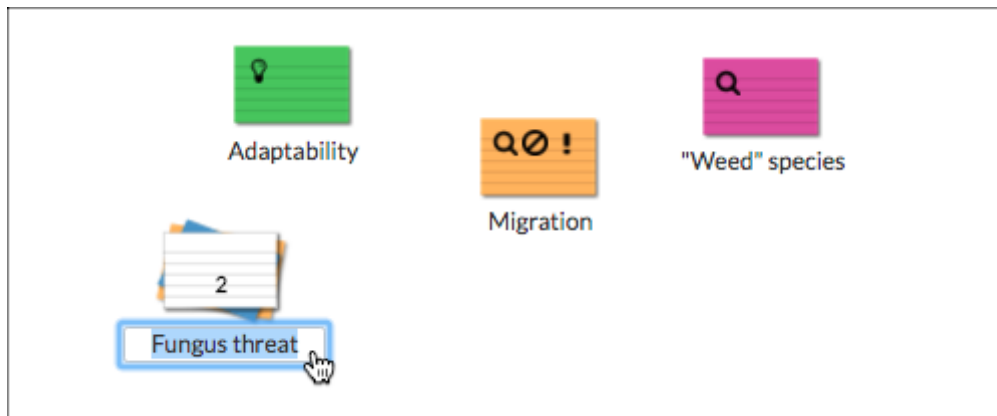 Adaptability
"Weed" species
!
Migration
2
Fungus threat